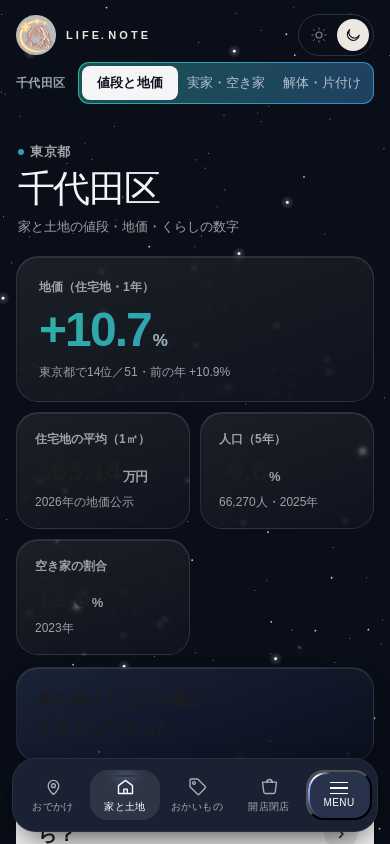 LIFE.NOTE
千代田区
値段と地価
実家・空き家
解体・片付け
東京都
千代田区
家と土地の値段・地価・くらしの数字
地価（住宅地・1年）
+10.7%
東京都で14位／51・前の年 +10.9%
住宅地の平均（1㎡）
万円
2026年の地価公示
人口（5年）
%
66,270人・2025年
空き家の割合
%
2023年
おでかけ
家と土地
おかいもの
開店閉店
MENU
ら？